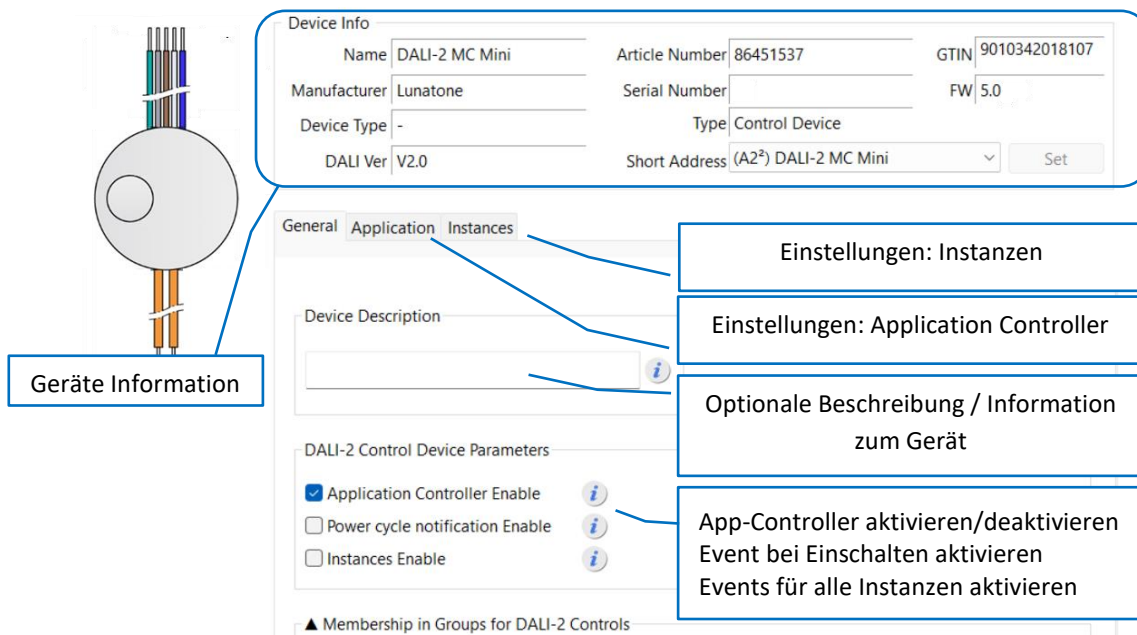 Device Info
Name DALI-2 MC Mini Article Number 86451537 GTIN 9010342018107
Manufacturer Lunatone Serial Number FW 5.0
Device Type - Type Control Device
DALI Ver V2.0 Short Address (A2²) DALI-2 MC Mini Set
General Application Instances
Einstellungen: Instanzen
Device Description
Einstellungen: Application Controller
Geräte Information
Optionale Beschreibung / Information
zum Gerät
DALI-2 Control Device Parameters
Application Controller Enable
Power cycle notification Enable
Instances Enable
App-Controller aktivieren/deaktivieren
Event bei Einschalten aktivieren
Events für alle Instanzen aktivieren
▲ Membership in Groups for DALI-2 Controls